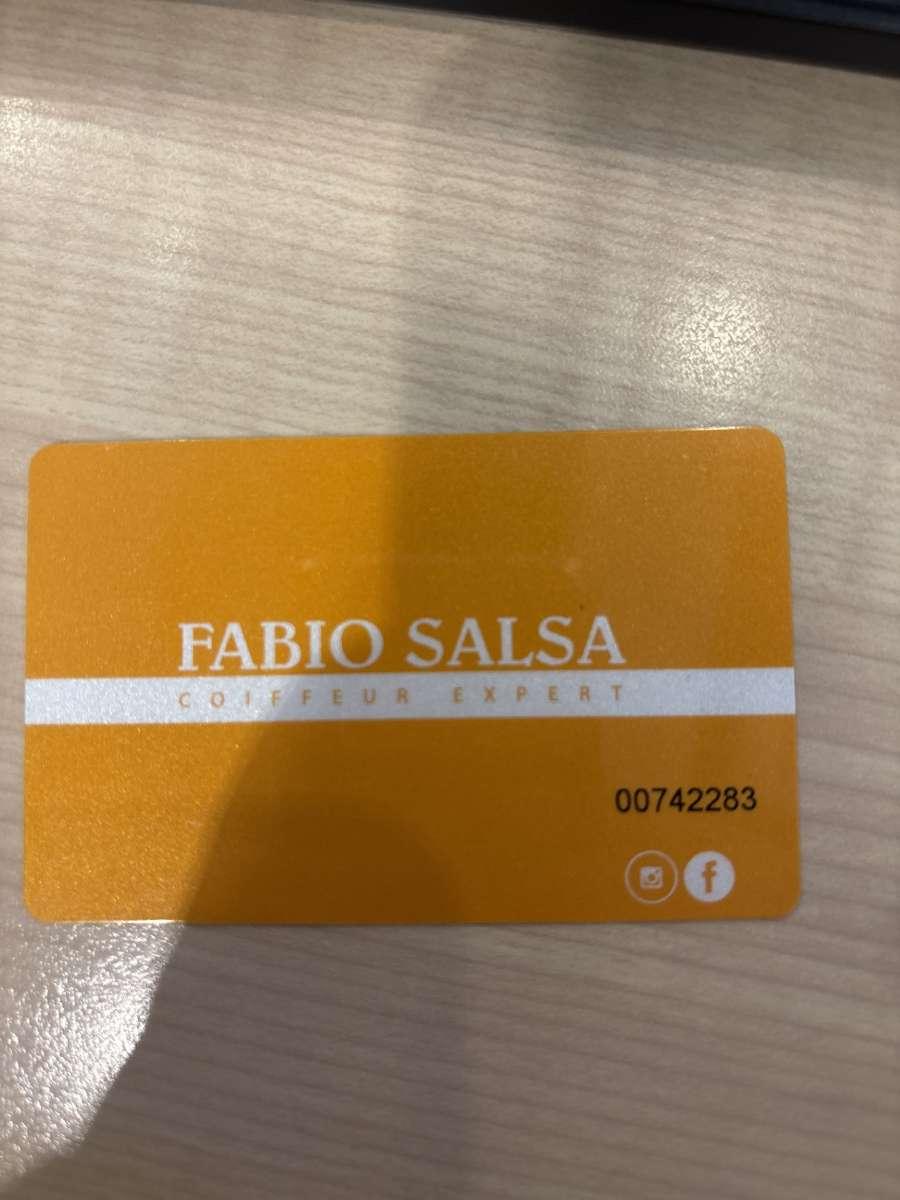 FABIO SALSA
COIFFEUR EXPERT
00742283
f